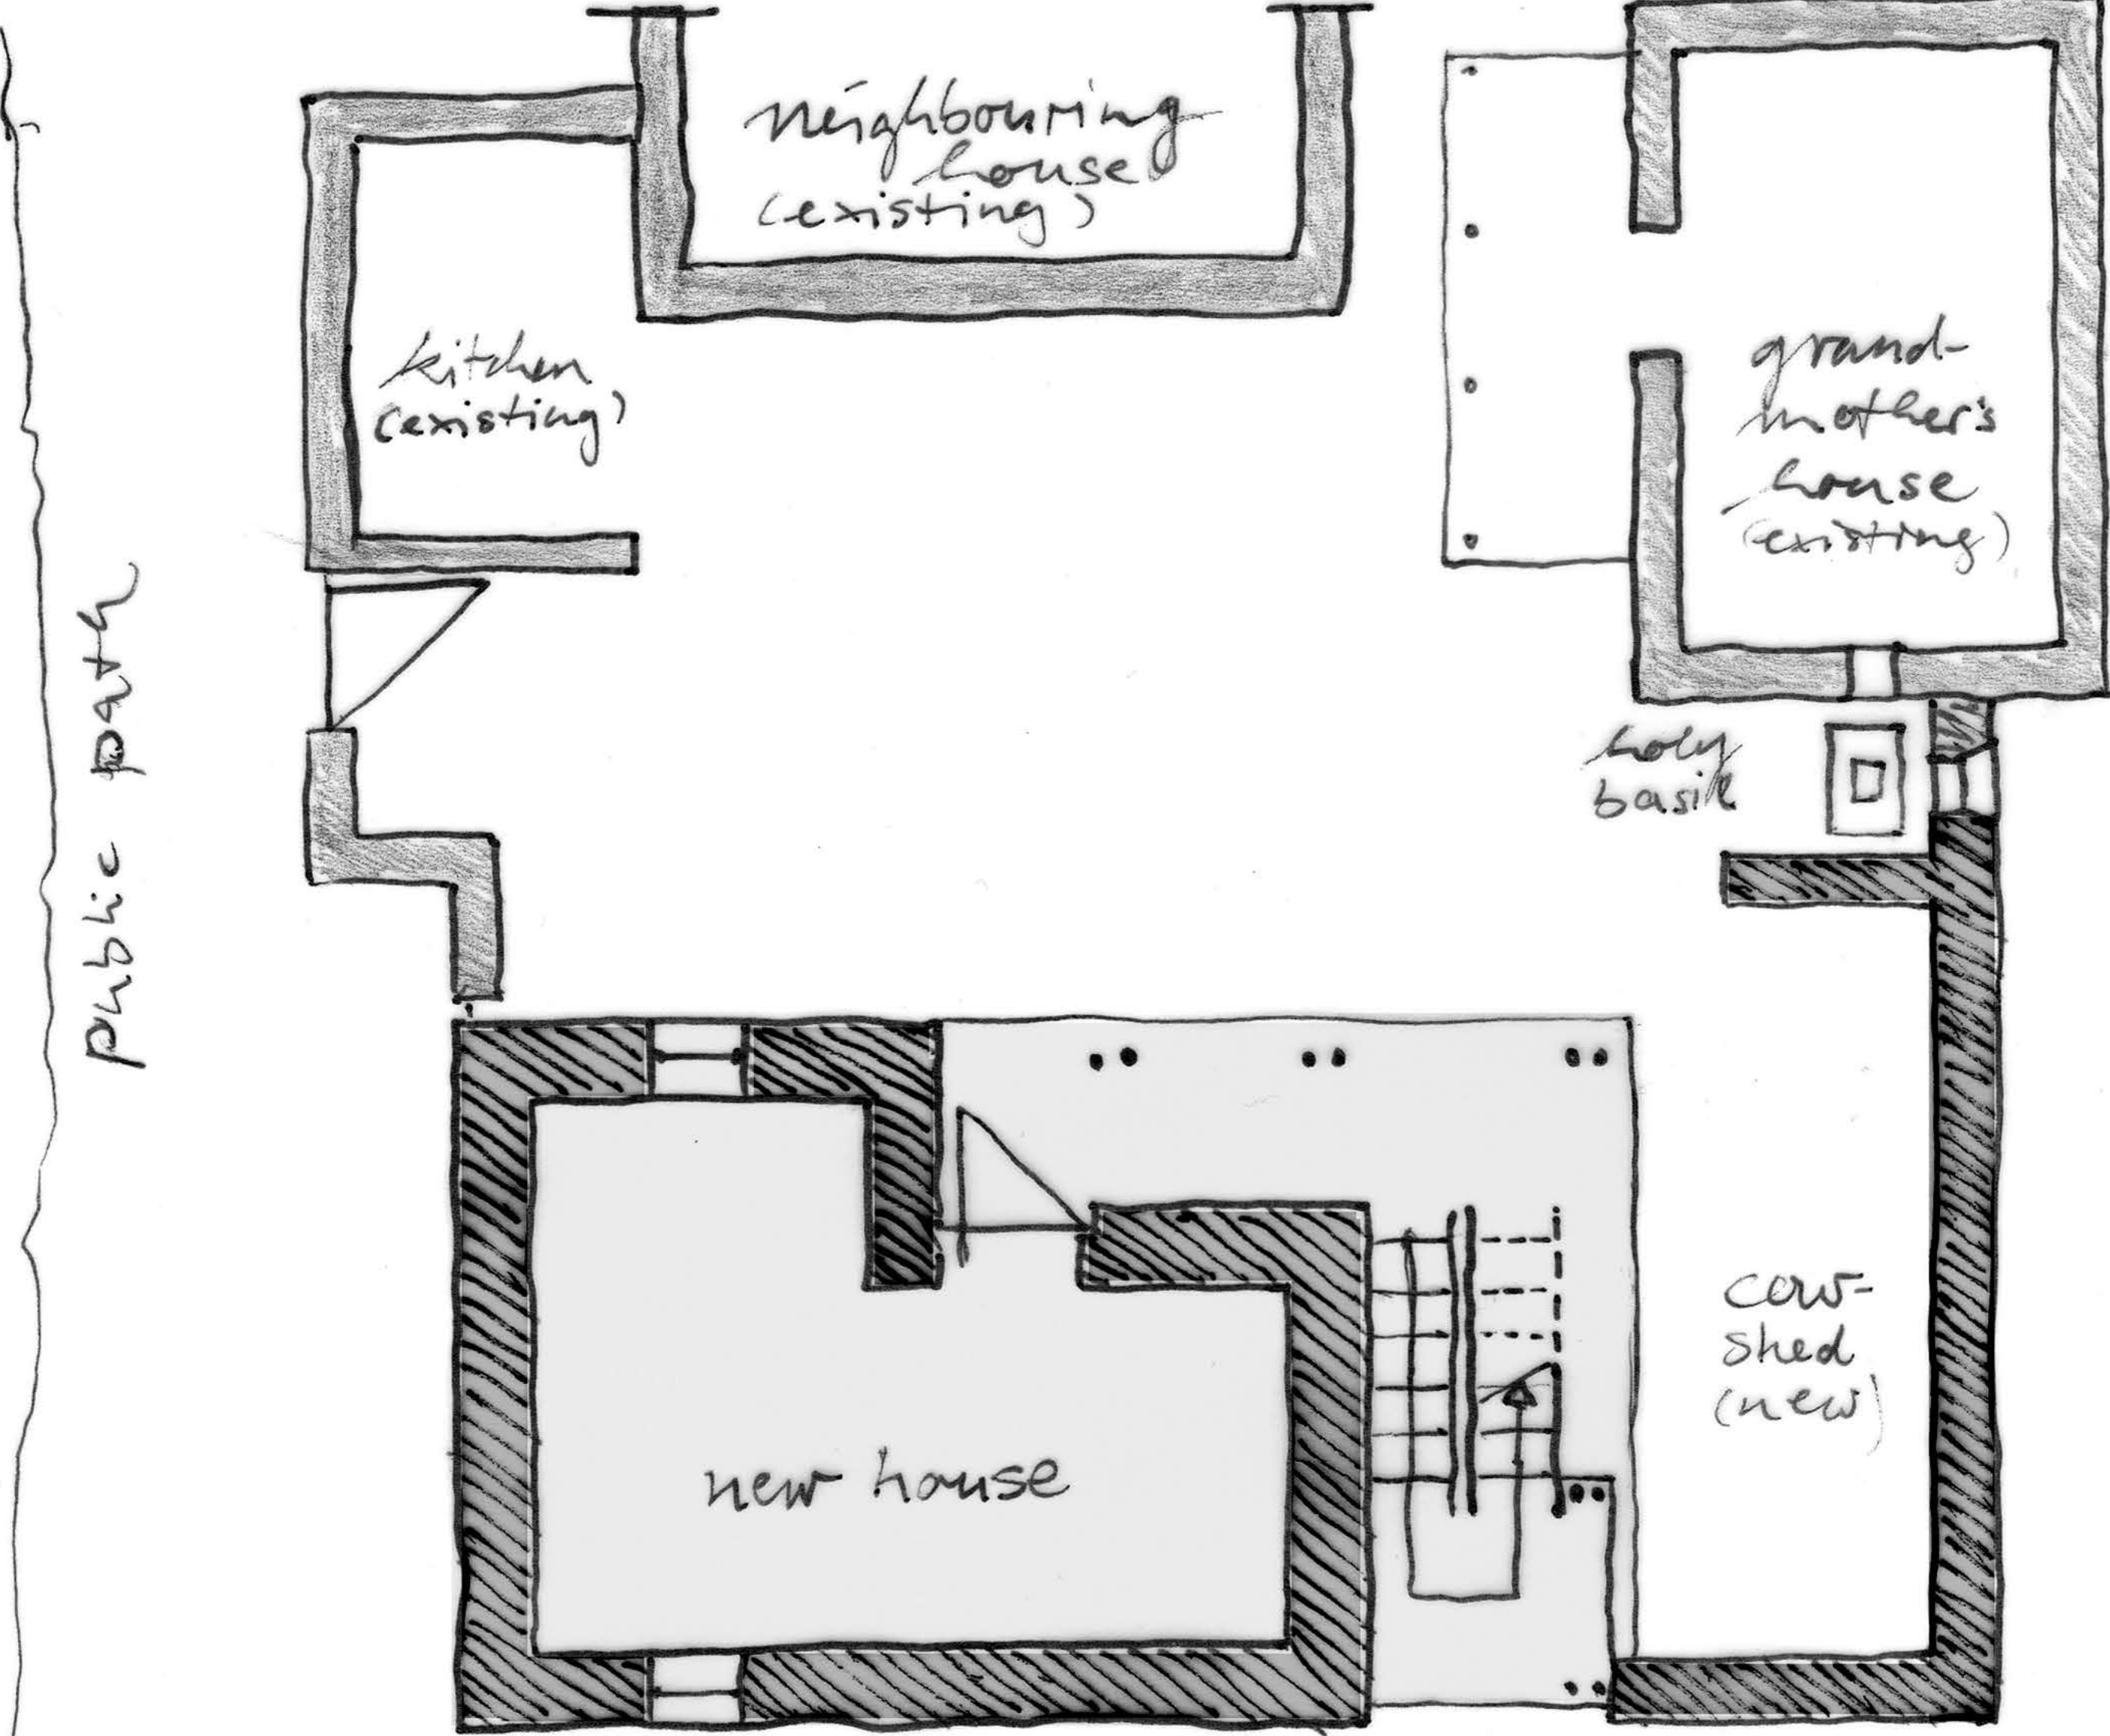 neighbouring
house
(existing)
kitchen
(existing)
grand-
mother's
house
(existing)
public path
holy
basil
cow-
shed
(new)
new house